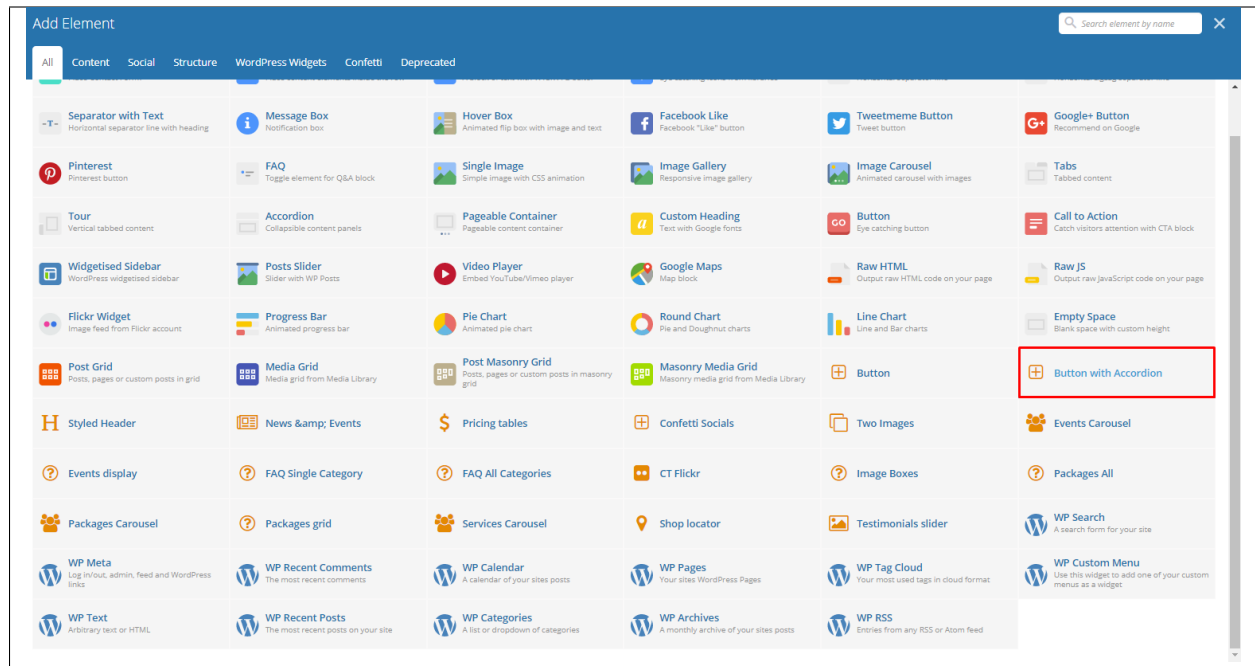 Add Element
Search element by name
All Content Social Structure WordPress Widgets Confetti Deprecated
Separator with Text
Horizontal separator line with heading
Message Box
Notification box
Hover Box
Animated flip box with image and text
Facebook Like
Facebook "Like" button
Tweetmeme Button
Tweet button
Google+ Button
Recommend on Google
Pinterest
Pinterest button
FAQ
Toggle element for Q&A block
Single Image
Simple image with CSS animation
Image Gallery
Responsive image gallery
Image Carousel
Animated carousel with images
Tabs
Tabbed content
Tour
Vertical tabbed content
Accordion
Collapsible content panels
Pageable Container
Pageable content container
Custom Heading
Text with Google fonts
GO
Button
Eye catching button
Call to Action
Catch visitors attention with CTA block
Widgetised Sidebar
WordPress widgetised sidebar
Posts Slider
Slider with WP Posts
Video Player
Embed YouTube/Vimeo player
Google Maps
Map block
Raw HTML
Output raw HTML code on your page
Raw JS
Output raw JavaScript code on your page
Flickr Widget
Image feed from Flickr account
Progress Bar
Animated progress bar
Pie Chart
Animated pie chart
Round Chart
Pie and Doughnut charts
Line Chart
Line and Bar charts
Empty Space
Blank space with custom height
Post Grid
Posts, pages or custom posts in grid
Media Grid
Media grid from Media Library
Post Masonry Grid
Posts, pages or custom posts in masonry
grid
Masonry Media Grid
Masonry media grid from Media Library
Button
Button with Accordion
Styled Header
News &amp; Events
Pricing tables
Confetti Socials
Two Images
Events Carousel
Events display
FAQ Single Category
FAQ All Categories
CT Flickr
Image Boxes
Packages All
Packages Carousel
Packages grid
Services Carousel
Shop locator
Testimonials slider
WP Search
A search form for your site
WP Meta
Log in/out, admin, feed and WordPress
links
WP Recent Comments
The most recent comments
WP Calendar
A calendar of your sites posts
WP Pages
Your sites WordPress Pages
WP Tag Cloud
Your most used tags in cloud format
WP Custom Menu
Use this widget to add one of your custom
menus as a widget
WP Text
Arbitrary text or HTML
WP Recent Posts
The most recent posts on your site
WP Categories
A list or dropdown of categories
WP Archives
A monthly archive of your sites posts
WP RSS
Entries from any RSS or Atom feed